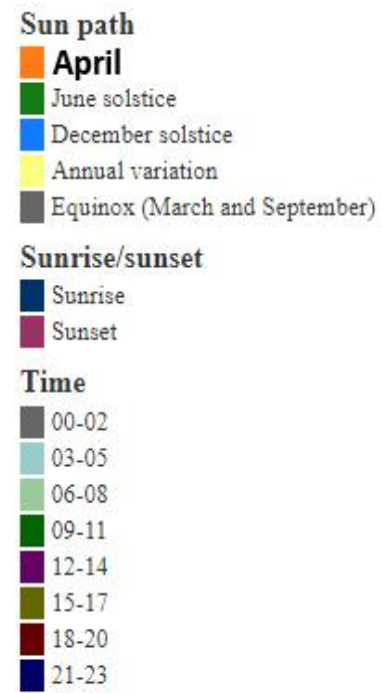 Sun path
April
June solstice
December solstice
Annual variation
Equinox (March and September)
Sunrise/sunset
Sunrise
Sunset
Time
00-02
03-05
06-08
09-11
12-14
15-17
18-20
21-23